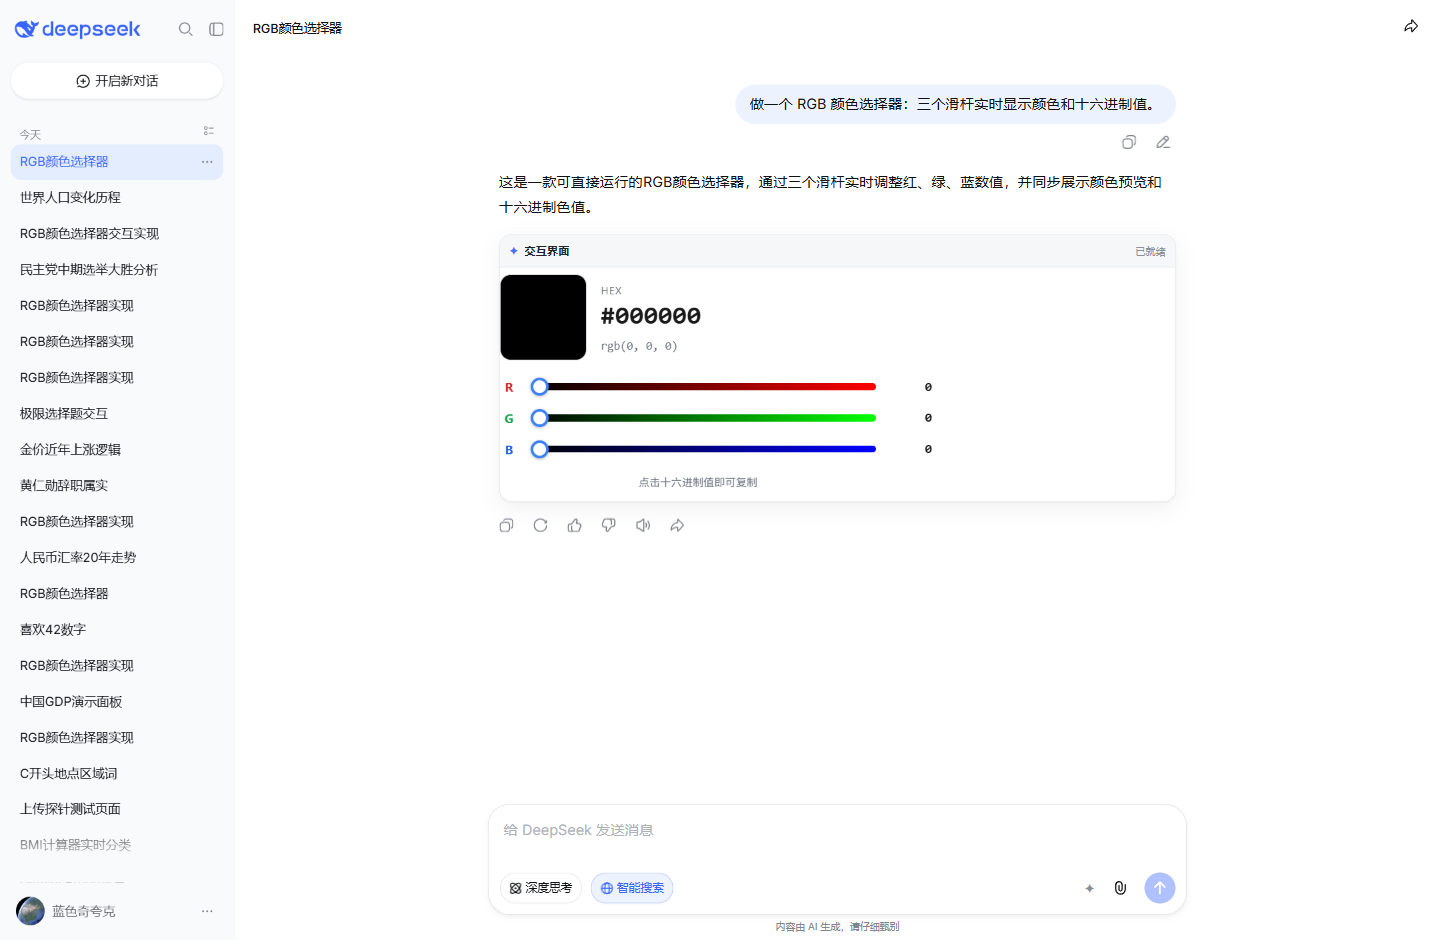 deepseek
开启新对话
今天
RGB颜色选择器
世界人口变化历程
RGB颜色选择器交互实现
民主党中期选举大胜分析
RGB颜色选择器实现
RGB颜色选择器实现
RGB颜色选择器实现
极限选择题交互
金价近年上涨逻辑
黄仁勋辞职属实
RGB颜色选择器实现
人民币汇率20年走势
RGB颜色选择器
喜欢42数字
RGB颜色选择器实现
中国GDP演示面板
RGB颜色选择器实现
C开头地点区域词
上传探针测试页面
BMI计算器实时分类
蓝色奇夸克
RGB颜色选择器
做一个 RGB 颜色选择器：三个滑杆实时显示颜色和十六进制值。
这是一款可直接运行的RGB颜色选择器，通过三个滑杆实时调整红、绿、蓝数值，并同步展示颜色预览和
十六进制色值。
交互界面
已就绪
HEX
#000000
rgb(0, 0, 0)
R 0
G 0
B 0
点击十六进制值即可复制
给 DeepSeek 发送消息
深度思考
智能搜索
内容由 AI 生成，请仔细甄别